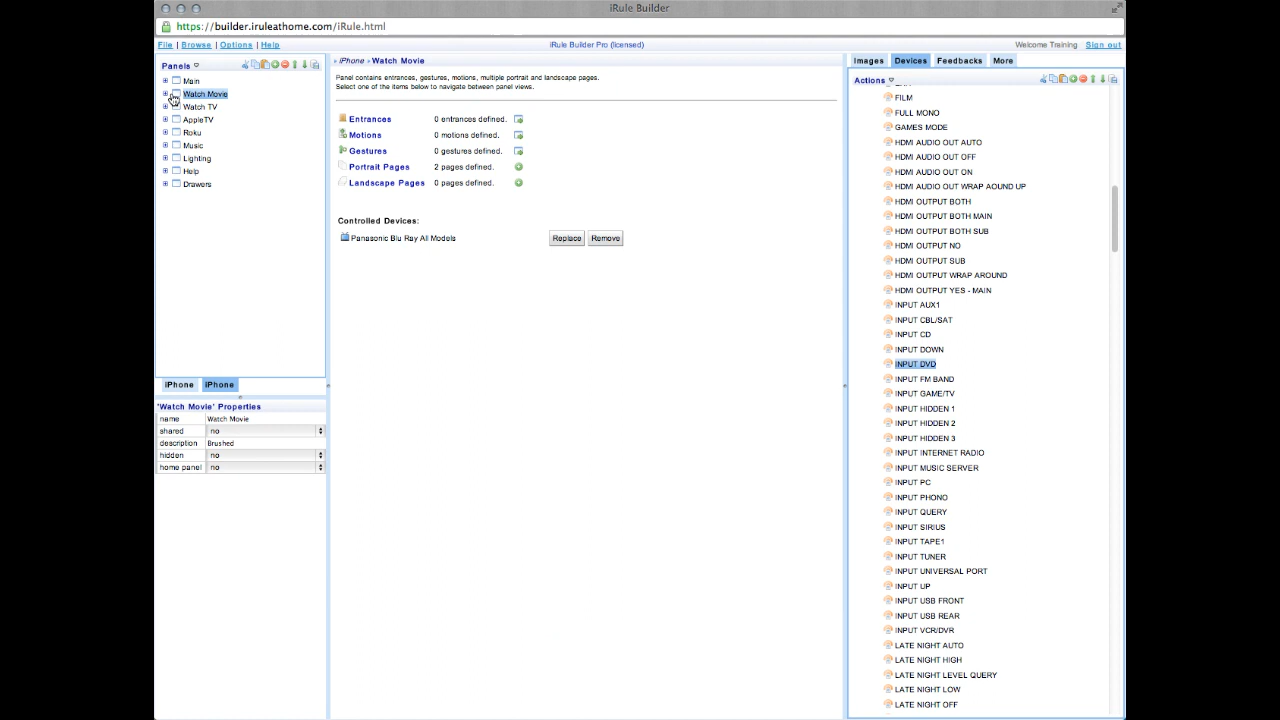 iRule Builder
https://builder.iruleathome.com/iRule.html
File | Browse | Options | Help
iRule Builder Pro (licensed)
Welcome Training
Sign out
Panels
Main
Watch Movie
Watch TV
AppleTV
Roku
Music
Lighting
Help
Drawers
iPhone
iPhone
'Watch Movie' Properties
name Watch Movie
shared no
description Brushed
hidden no
home panel no
iPhone › Watch Movie
Panel contains entrances, gestures, motions, multiple portrait and landscape pages.
Select one of the items below to navigate between panel views.
Entrances 0 entrances defined.
Motions 0 motions defined.
Gestures 0 gestures defined.
Portrait Pages 2 pages defined.
Landscape Pages 0 pages defined.
Controlled Devices:
Panasonic Blu Ray All Models Replace Remove
Images Devices Feedbacks More
Actions
FILM
FULL MONO
GAMES MODE
HDMI AUDIO OUT AUTO
HDMI AUDIO OUT OFF
HDMI AUDIO OUT ON
HDMI AUDIO OUT WRAP AOUND UP
HDMI OUTPUT BOTH
HDMI OUTPUT BOTH MAIN
HDMI OUTPUT BOTH SUB
HDMI OUTPUT NO
HDMI OUTPUT SUB
HDMI OUTPUT WRAP AROUND
HDMI OUTPUT YES - MAIN
INPUT AUX1
INPUT CBL/SAT
INPUT CD
INPUT DOWN
INPUT DVD
INPUT FM BAND
INPUT GAME/TV
INPUT HIDDEN 1
INPUT HIDDEN 2
INPUT HIDDEN 3
INPUT INTERNET RADIO
INPUT MUSIC SERVER
INPUT PC
INPUT PHONO
INPUT QUERY
INPUT SIRIUS
INPUT TAPE1
INPUT TUNER
INPUT UNIVERSAL PORT
INPUT UP
INPUT USB FRONT
INPUT USB REAR
INPUT VCR/DVR
LATE NIGHT AUTO
LATE NIGHT HIGH
LATE NIGHT LEVEL QUERY
LATE NIGHT LOW
LATE NIGHT OFF